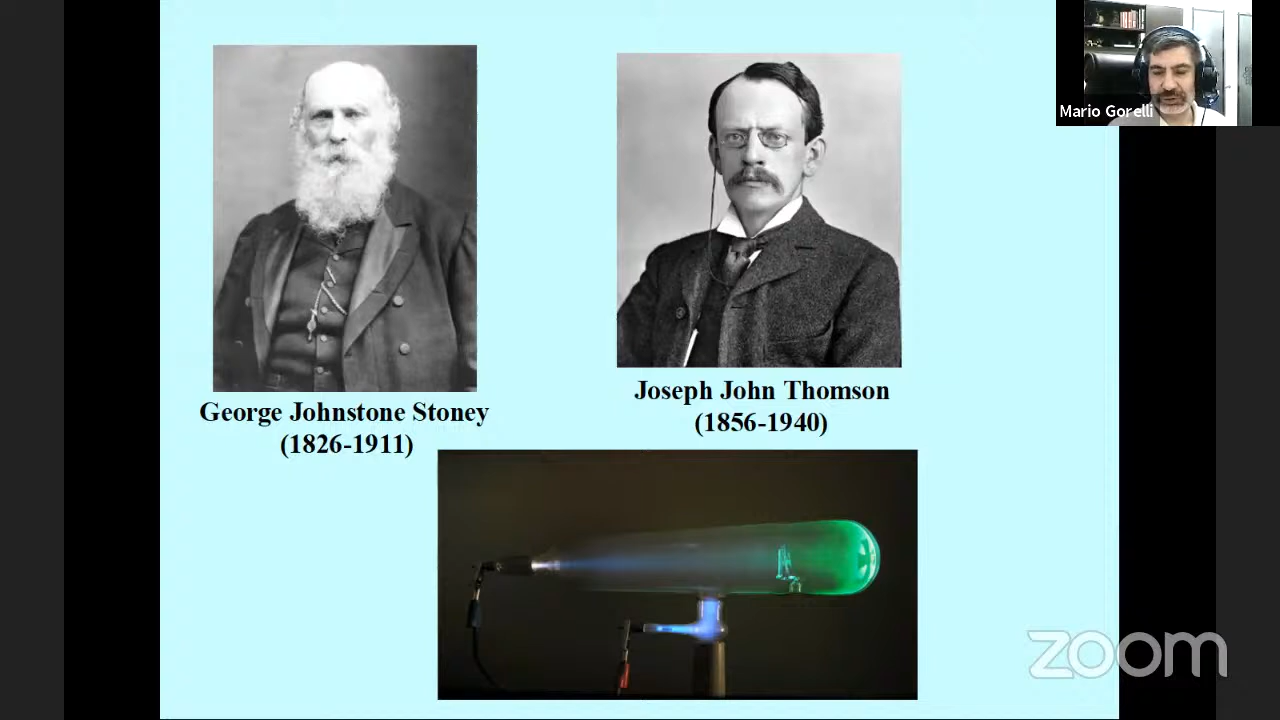 Mario Gorelli
George Johnstone Stoney
(1826-1911)
Joseph John Thomson
(1856-1940)
zoom